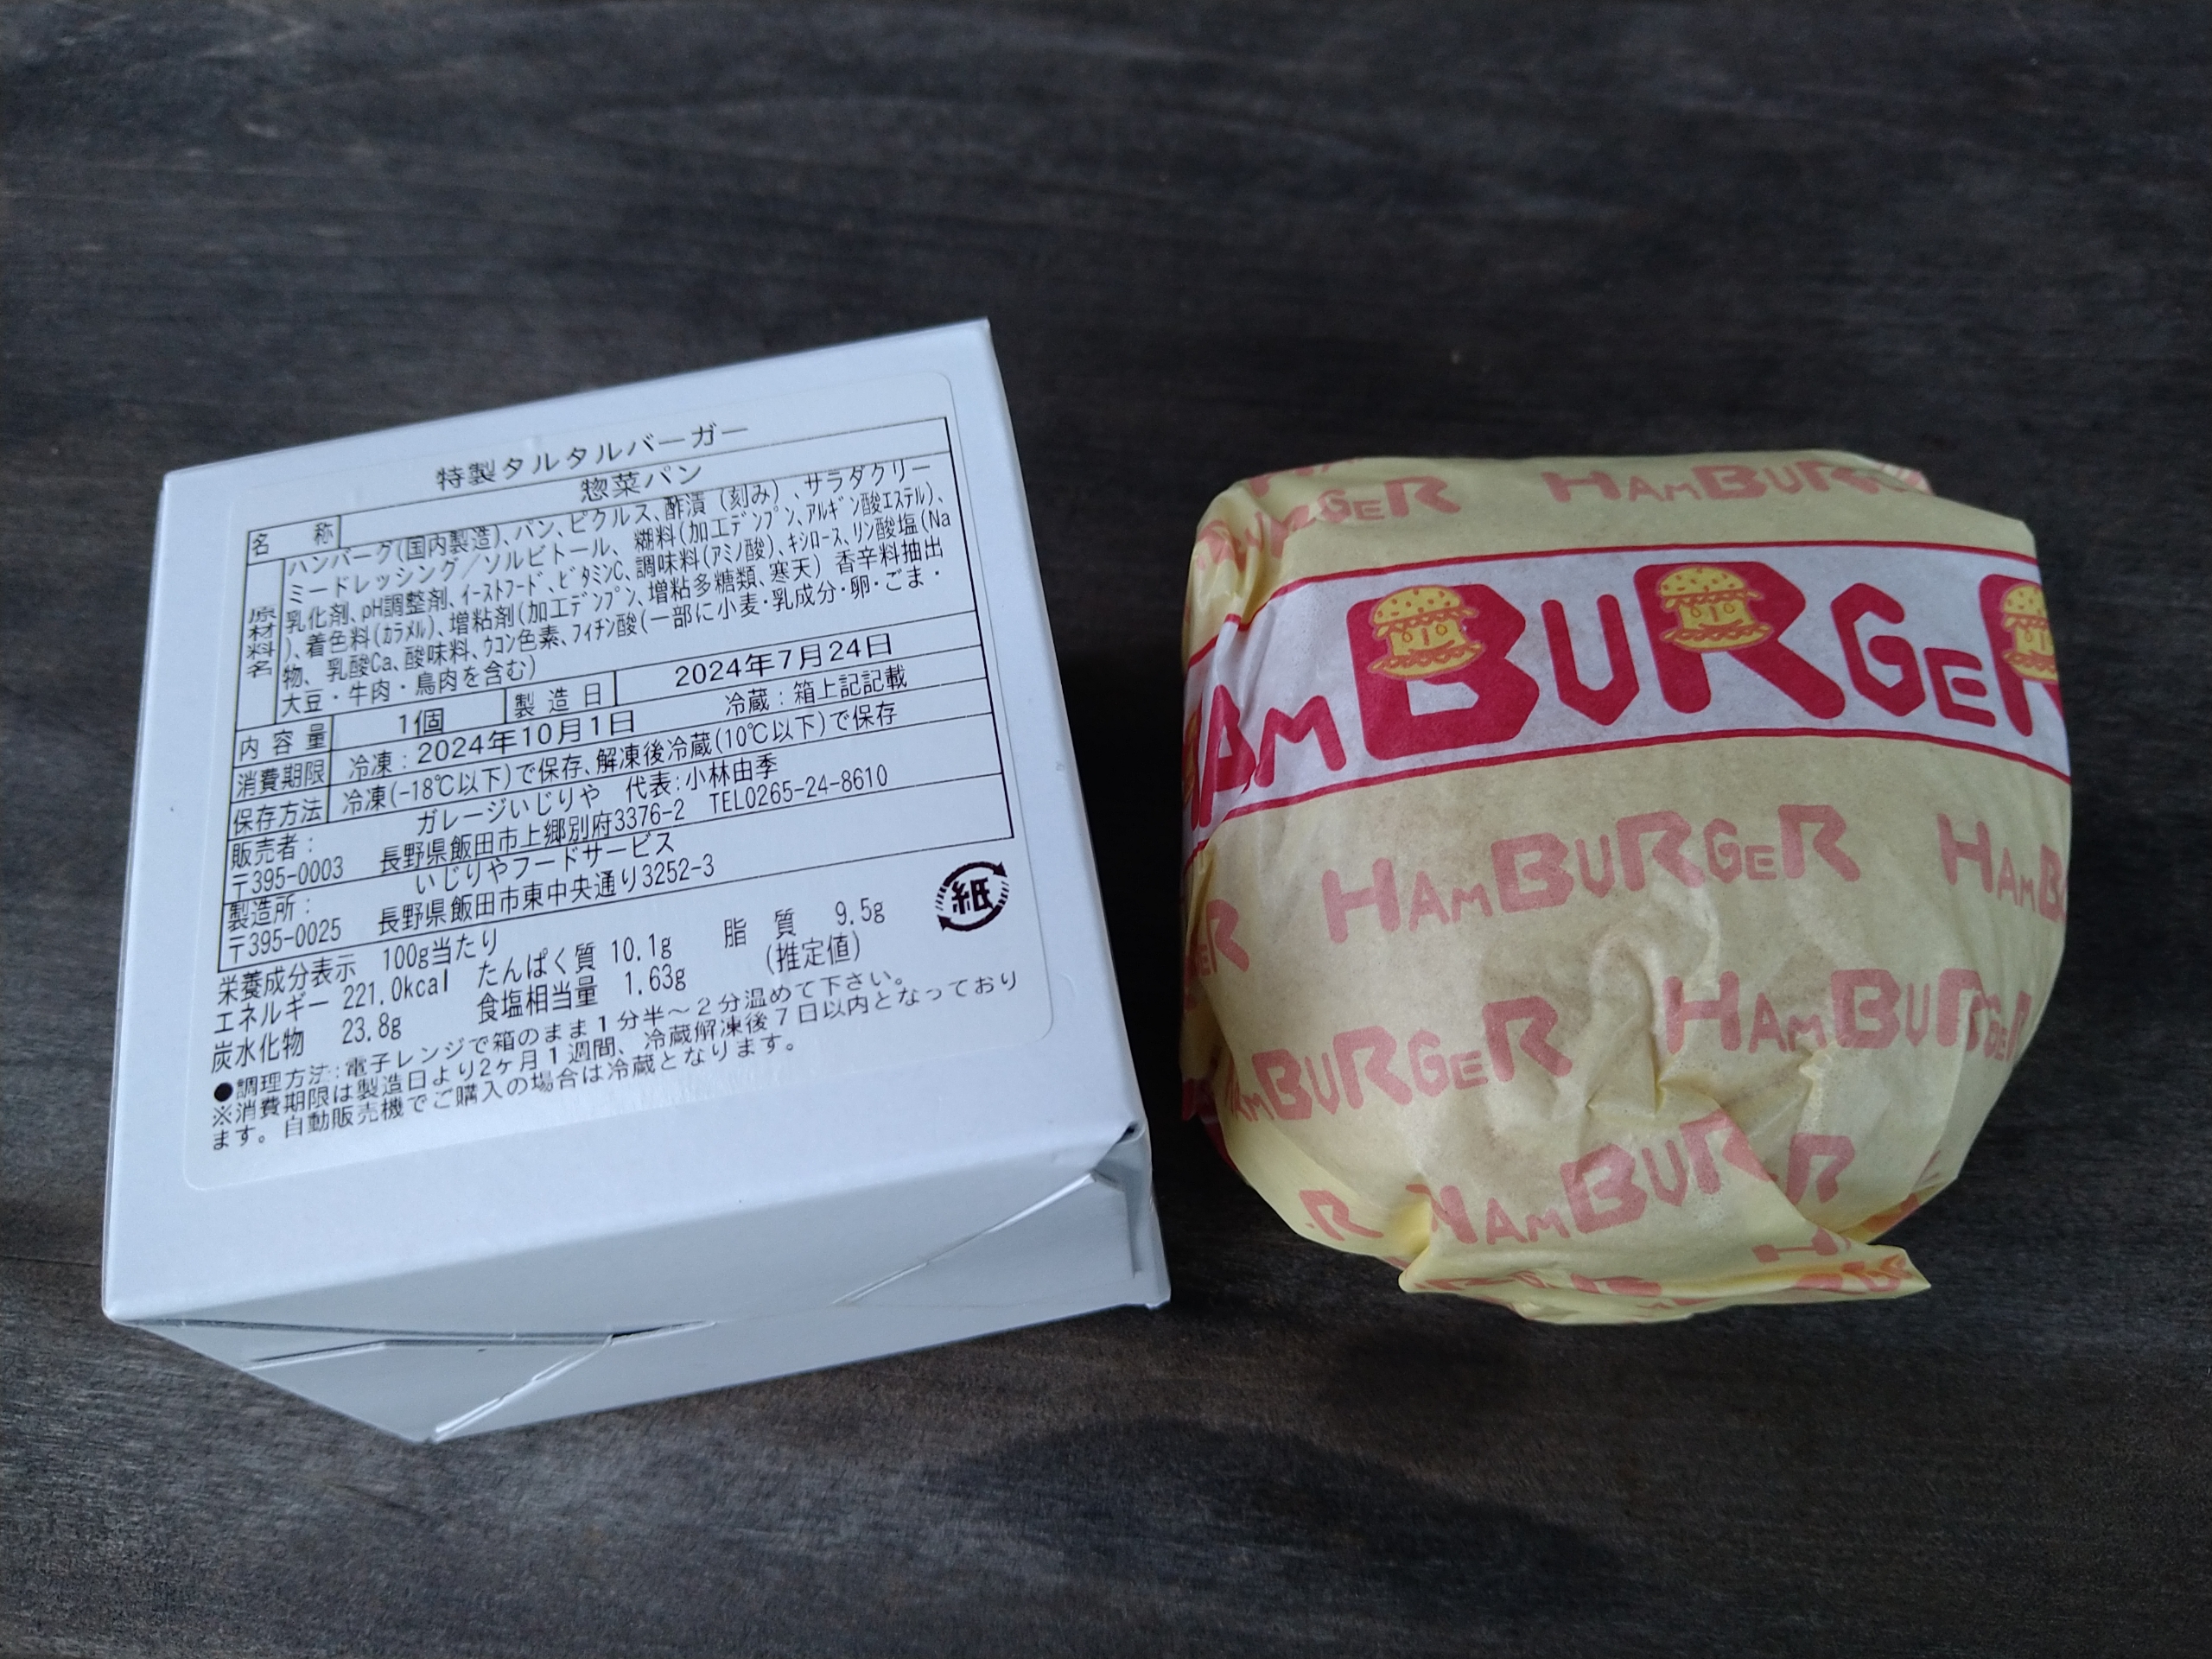 特製タルタルバーガー
名称 惣菜パン
原材料名 ハンバーグ(国内製造)、パン、ピクルス、酢漬(刻み)、サラダクリー
ミードレッシング/ソルビトール、糊料(加工ﾃﾞﾝﾌﾟﾝ、ｱﾙｷﾞﾝ酸ｴｽﾃﾙ)、
乳化剤、pH調整剤、ｲｰｽﾄﾌｰﾄﾞ、ﾋﾞﾀﾐﾝC、調味料(ｱﾐﾉ酸)、ｷｼﾛｰｽ、リン酸塩(Na
)、着色料(ｶﾗﾒﾙ)、増粘剤(加工ﾃﾞﾝﾌﾟﾝ、増粘多糖類、寒天)香辛料抽出
物、乳酸Ca、酸味料、ｳｺﾝ色素、ﾌｨﾁﾝ酸(一部に小麦・乳成分・卵・ごま・
大豆・牛肉・鳥肉を含む)
内容量 1個 製造日 2024年7月24日
消費期限 冷凍:2024年10月1日 冷蔵:箱上記記載
保存方法 冷凍(-18℃以下)で保存、解凍後冷蔵(10℃以下)で保存
販売者: ガレージいじりや 代表:小林由季
〒395-0003 長野県飯田市上郷別府3376-2 TEL0265-24-8610
製造所: いじりやフードサービス
〒395-0025 長野県飯田市東中央通り3252-3
栄養成分表示 100g当たり
エネルギー 221.0kcal たんぱく質 10.1g 脂質 9.5g
炭水化物 23.8g 食塩相当量 1.63g (推定値)
●調理方法:電子レンジで箱のまま1分半～2分温めて下さい。
※消費期限は製造日より2ヶ月1週間、冷蔵解凍後7日以内となっており
ます。自動販売機でご購入の場合は冷蔵となります。
紙
HAMBURGER
HAMBURGER
HAMBURGER
HAMBURGER
HAMBURGER